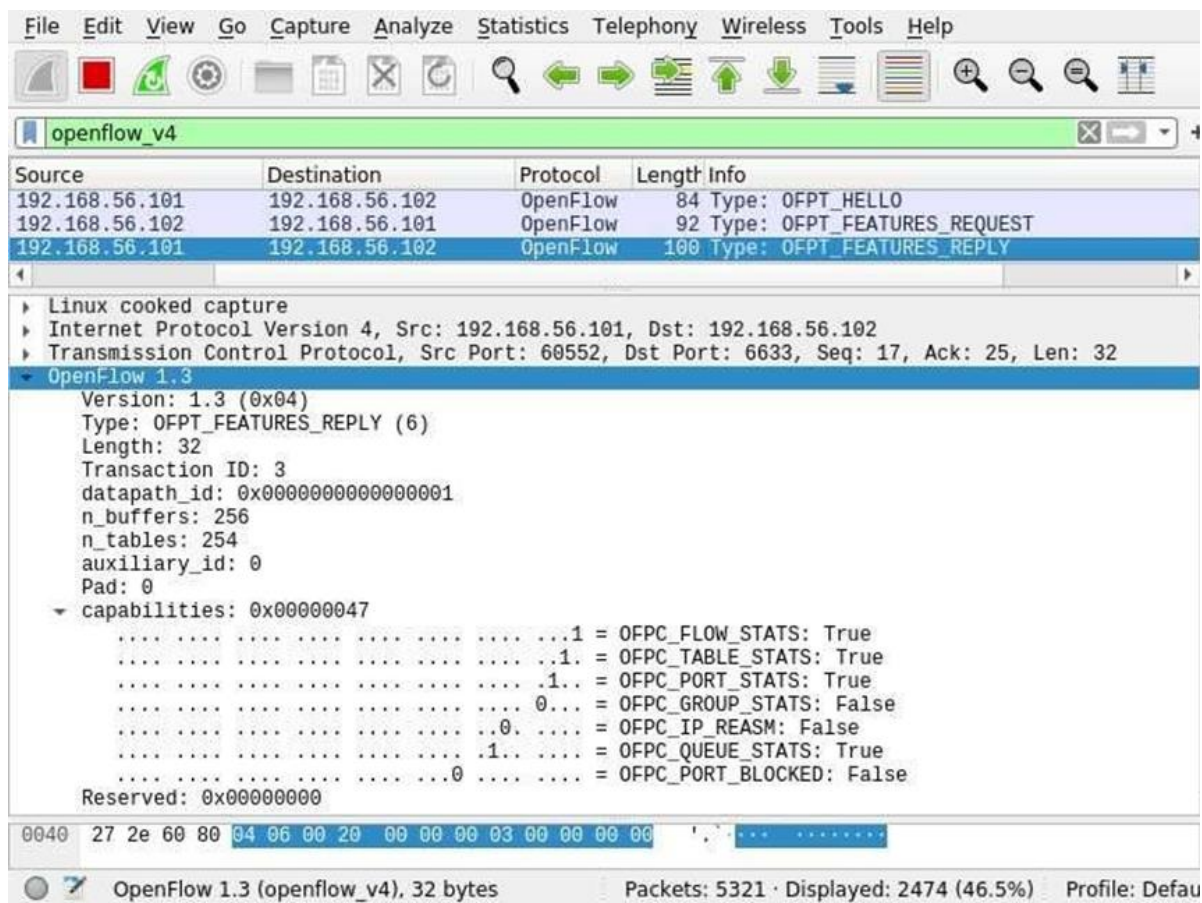 File Edit View Go Capture Analyze Statistics Telephony Wireless Tools Help
openflow_v4
Source Destination Protocol Length Info
192.168.56.101 192.168.56.102 OpenFlow 84 Type: OFPT_HELLO
192.168.56.102 192.168.56.101 OpenFlow 92 Type: OFPT_FEATURES_REQUEST
192.168.56.101 192.168.56.102 OpenFlow 100 Type: OFPT_FEATURES_REPLY
Linux cooked capture
Internet Protocol Version 4, Src: 192.168.56.101, Dst: 192.168.56.102
Transmission Control Protocol, Src Port: 60552, Dst Port: 6633, Seq: 17, Ack: 25, Len: 32
OpenFlow 1.3
Version: 1.3 (0x04)
Type: OFPT_FEATURES_REPLY (6)
Length: 32
Transaction ID: 3
datapath_id: 0x0000000000000001
n_buffers: 256
n_tables: 254
auxiliary_id: 0
Pad: 0
capabilities: 0x00000047
.... .... .... .... .... .... .... ...1 = OFPC_FLOW_STATS: True
.... .... .... .... .... .... .... ..1. = OFPC_TABLE_STATS: True
.... .... .... .... .... .... .... .1.. = OFPC_PORT_STATS: True
.... .... .... .... .... .... .... 0... = OFPC_GROUP_STATS: False
.... .... .... .... .... .... ..0. .... = OFPC_IP_REASM: False
.... .... .... .... .... .... .1.. .... = OFPC_QUEUE_STATS: True
.... .... .... .... .... ...0 .... .... = OFPC_PORT_BLOCKED: False
Reserved: 0x00000000
0040 27 2e 60 80 04 06 00 20 00 00 00 03 00 00 00 00 '.`· ··· ········
OpenFlow 1.3 (openflow_v4), 32 bytes Packets: 5321 · Displayed: 2474 (46.5%) Profile: Defau